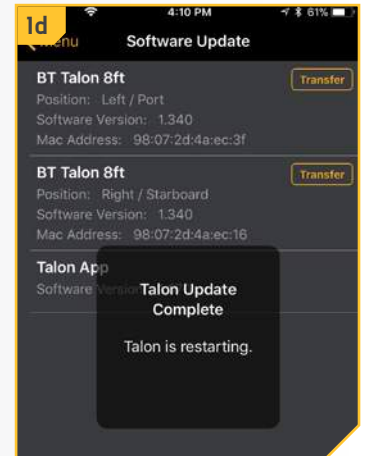 1d
4:10 PM
61%
Menu
Software Update
BT Talon 8ft
Transfer
Position: Left / Port
Software Version: 1.340
Mac Address: 98:07:2d:4a:ec:3f
BT Talon 8ft
Transfer
Position: Right / Starboard
Software Version: 1.340
Mac Address: 98:07:2d:4a:ec:16
Talon App
Software Version
Talon Update
Complete
Talon is restarting.